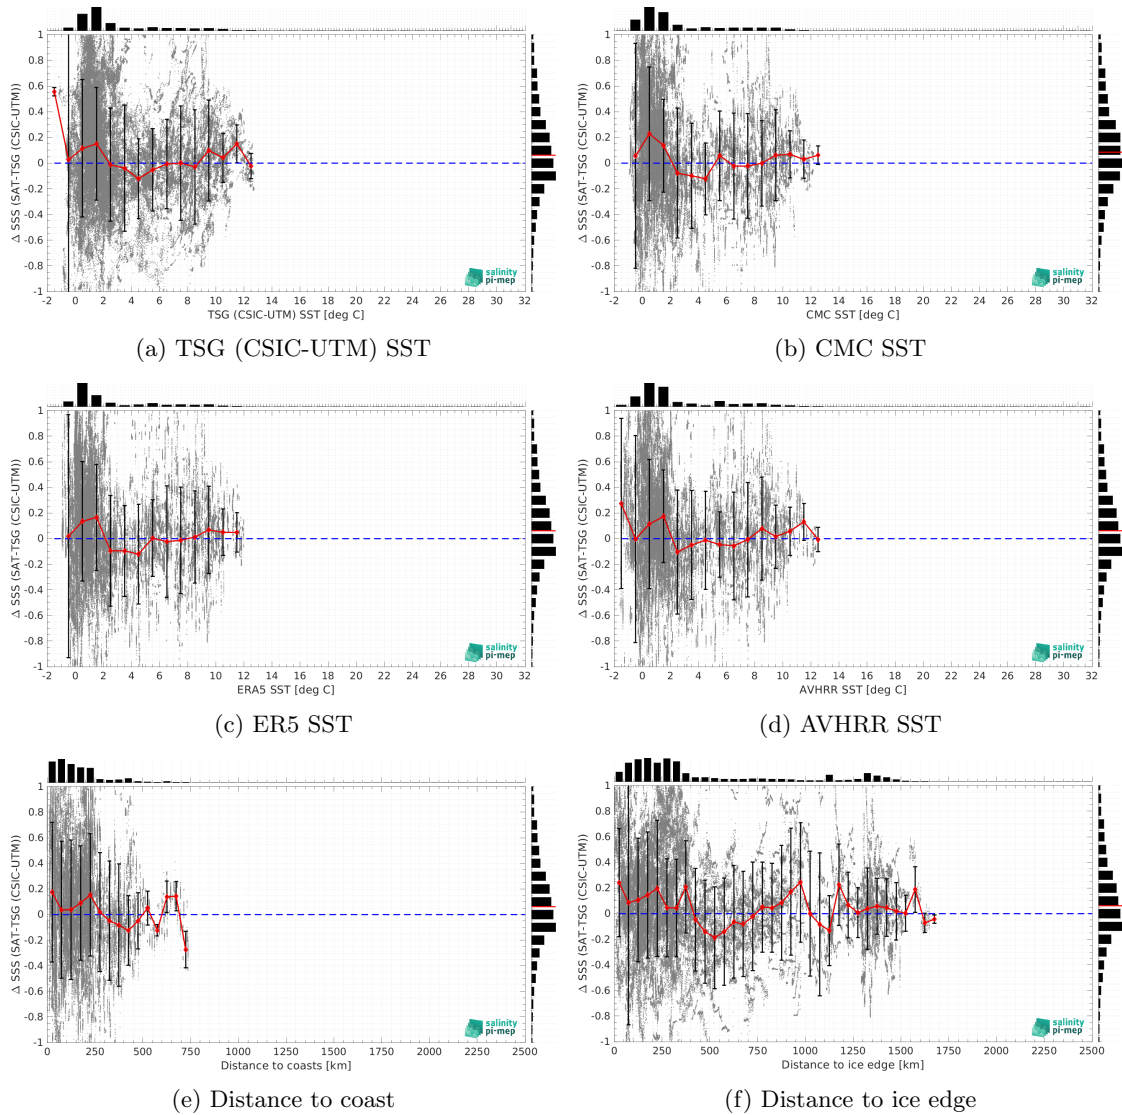 1
0.8
0.6
0.4
0.2
0
-0.2
-0.4
-0.6
-0.8
-1
Δ SSS (SAT-TSG (CSIC-UTM))
salinity
pi-mep
-2 0 2 4 6 8 10 12 14 16 18 20 22 24 26 28 30 32
TSG (CSIC-UTM) SST [deg C]
(a) TSG (CSIC-UTM) SST
1
0.8
0.6
0.4
0.2
0
-0.2
-0.4
-0.6
-0.8
-1
Δ SSS (SAT-TSG (CSIC-UTM))
salinity
pi-mep
-2 0 2 4 6 8 10 12 14 16 18 20 22 24 26 28 30 32
CMC SST [deg C]
(b) CMC SST
1
0.8
0.6
0.4
0.2
0
-0.2
-0.4
-0.6
-0.8
-1
Δ SSS (SAT-TSG (CSIC-UTM))
salinity
pi-mep
-2 0 2 4 6 8 10 12 14 16 18 20 22 24 26 28 30 32
ERA5 SST [deg C]
(c) ER5 SST
1
0.8
0.6
0.4
0.2
0
-0.2
-0.4
-0.6
-0.8
-1
Δ SSS (SAT-TSG (CSIC-UTM))
salinity
pi-mep
-2 0 2 4 6 8 10 12 14 16 18 20 22 24 26 28 30 32
AVHRR SST [deg C]
(d) AVHRR SST
1
0.8
0.6
0.4
0.2
0
-0.2
-0.4
-0.6
-0.8
-1
Δ SSS (SAT-TSG (CSIC-UTM))
salinity
pi-mep
0 250 500 750 1000 1250 1500 1750 2000 2250 2500
Distance to coasts [km]
(e) Distance to coast
1
0.8
0.6
0.4
0.2
0
-0.2
-0.4
-0.6
-0.8
-1
Δ SSS (SAT-TSG (CSIC-UTM))
salinity
pi-mep
0 250 500 750 1000 1250 1500 1750 2000 2250 2500
Distance to ice edge [km]
(f) Distance to ice edge